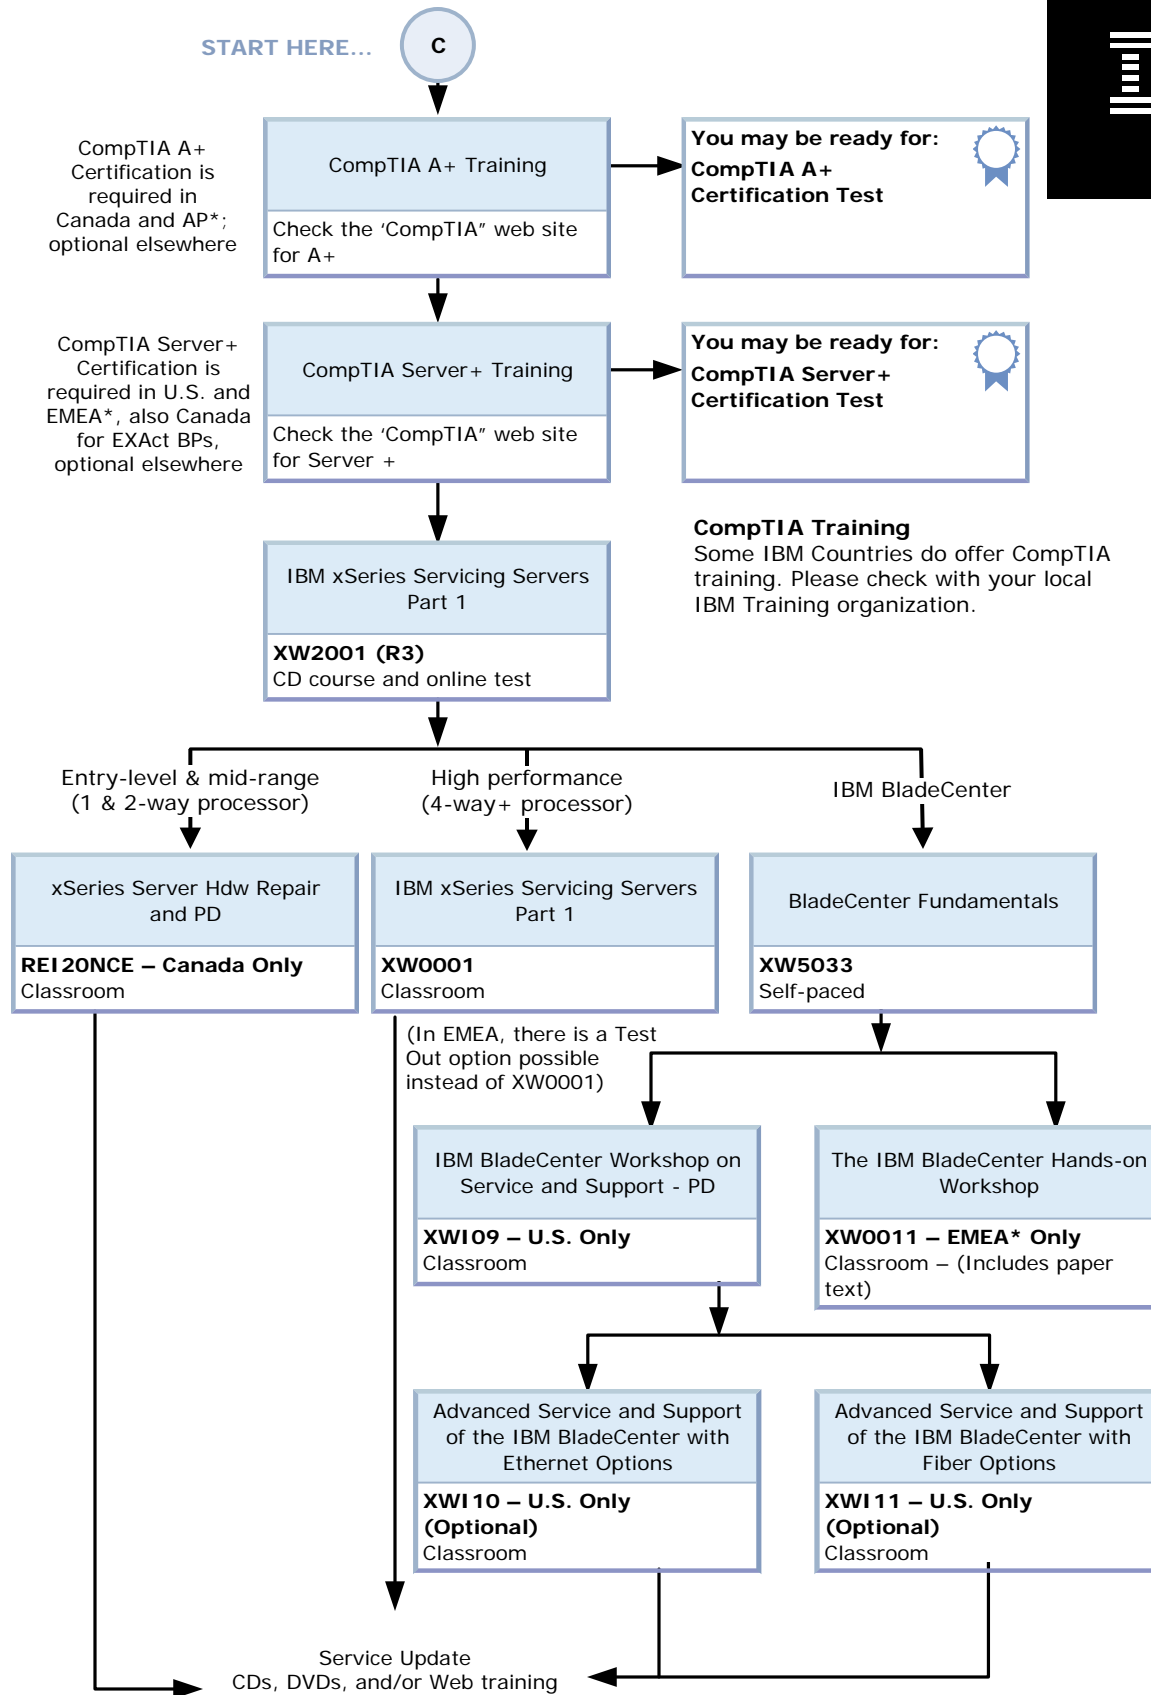 START HERE...
C
CompTIA A+
Certification is
required in
Canada and AP*;
optional elsewhere
CompTIA A+ Training
Check the ‘CompTIA” web site
for A+
You may be ready for:
CompTIA A+
Certification Test
CompTIA Server+
Certification is
required in U.S. and
EMEA*, also Canada
for EXAct BPs,
optional elsewhere
CompTIA Server+ Training
Check the ‘CompTIA” web site
for Server +
You may be ready for:
CompTIA Server+
Certification Test
CompTIA Training
Some IBM Countries do offer CompTIA
training. Please check with your local
IBM Training organization.
IBM xSeries Servicing Servers
Part 1
XW2001 (R3)
CD course and online test
Entry-level & mid-range
(1 & 2-way processor)
High performance
(4-way+ processor)
IBM BladeCenter
xSeries Server Hdw Repair
and PD
REI20NCE – Canada Only
Classroom
IBM xSeries Servicing Servers
Part 1
XW0001
Classroom
BladeCenter Fundamentals
XW5033
Self-paced
(In EMEA, there is a Test
Out option possible
instead of XW0001)
IBM BladeCenter Workshop on
Service and Support - PD
XWI09 – U.S. Only
Classroom
The IBM BladeCenter Hands-on
Workshop
XW0011 – EMEA* Only
Classroom – (Includes paper
text)
Advanced Service and Support
of the IBM BladeCenter with
Ethernet Options
XWI10 – U.S. Only
(Optional)
Classroom
Advanced Service and Support
of the IBM BladeCenter with
Fiber Options
XWI11 – U.S. Only
(Optional)
Classroom
Service Update
CDs, DVDs, and/or Web training